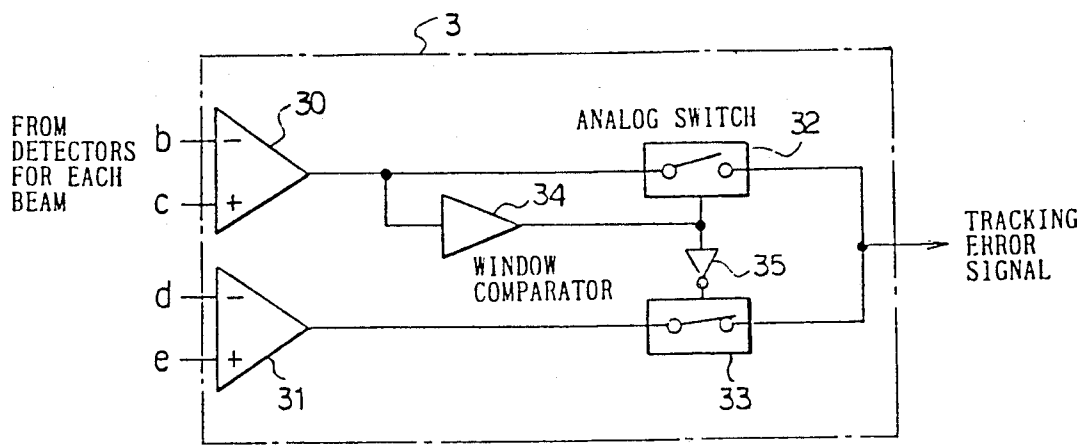 3
FROM
DETECTORS
FOR EACH
BEAM
b
c
d
e
−
+
−
+
30
31
ANALOG SWITCH
32
34
WINDOW
COMPARATOR
35
33
TRACKING
ERROR
SIGNAL